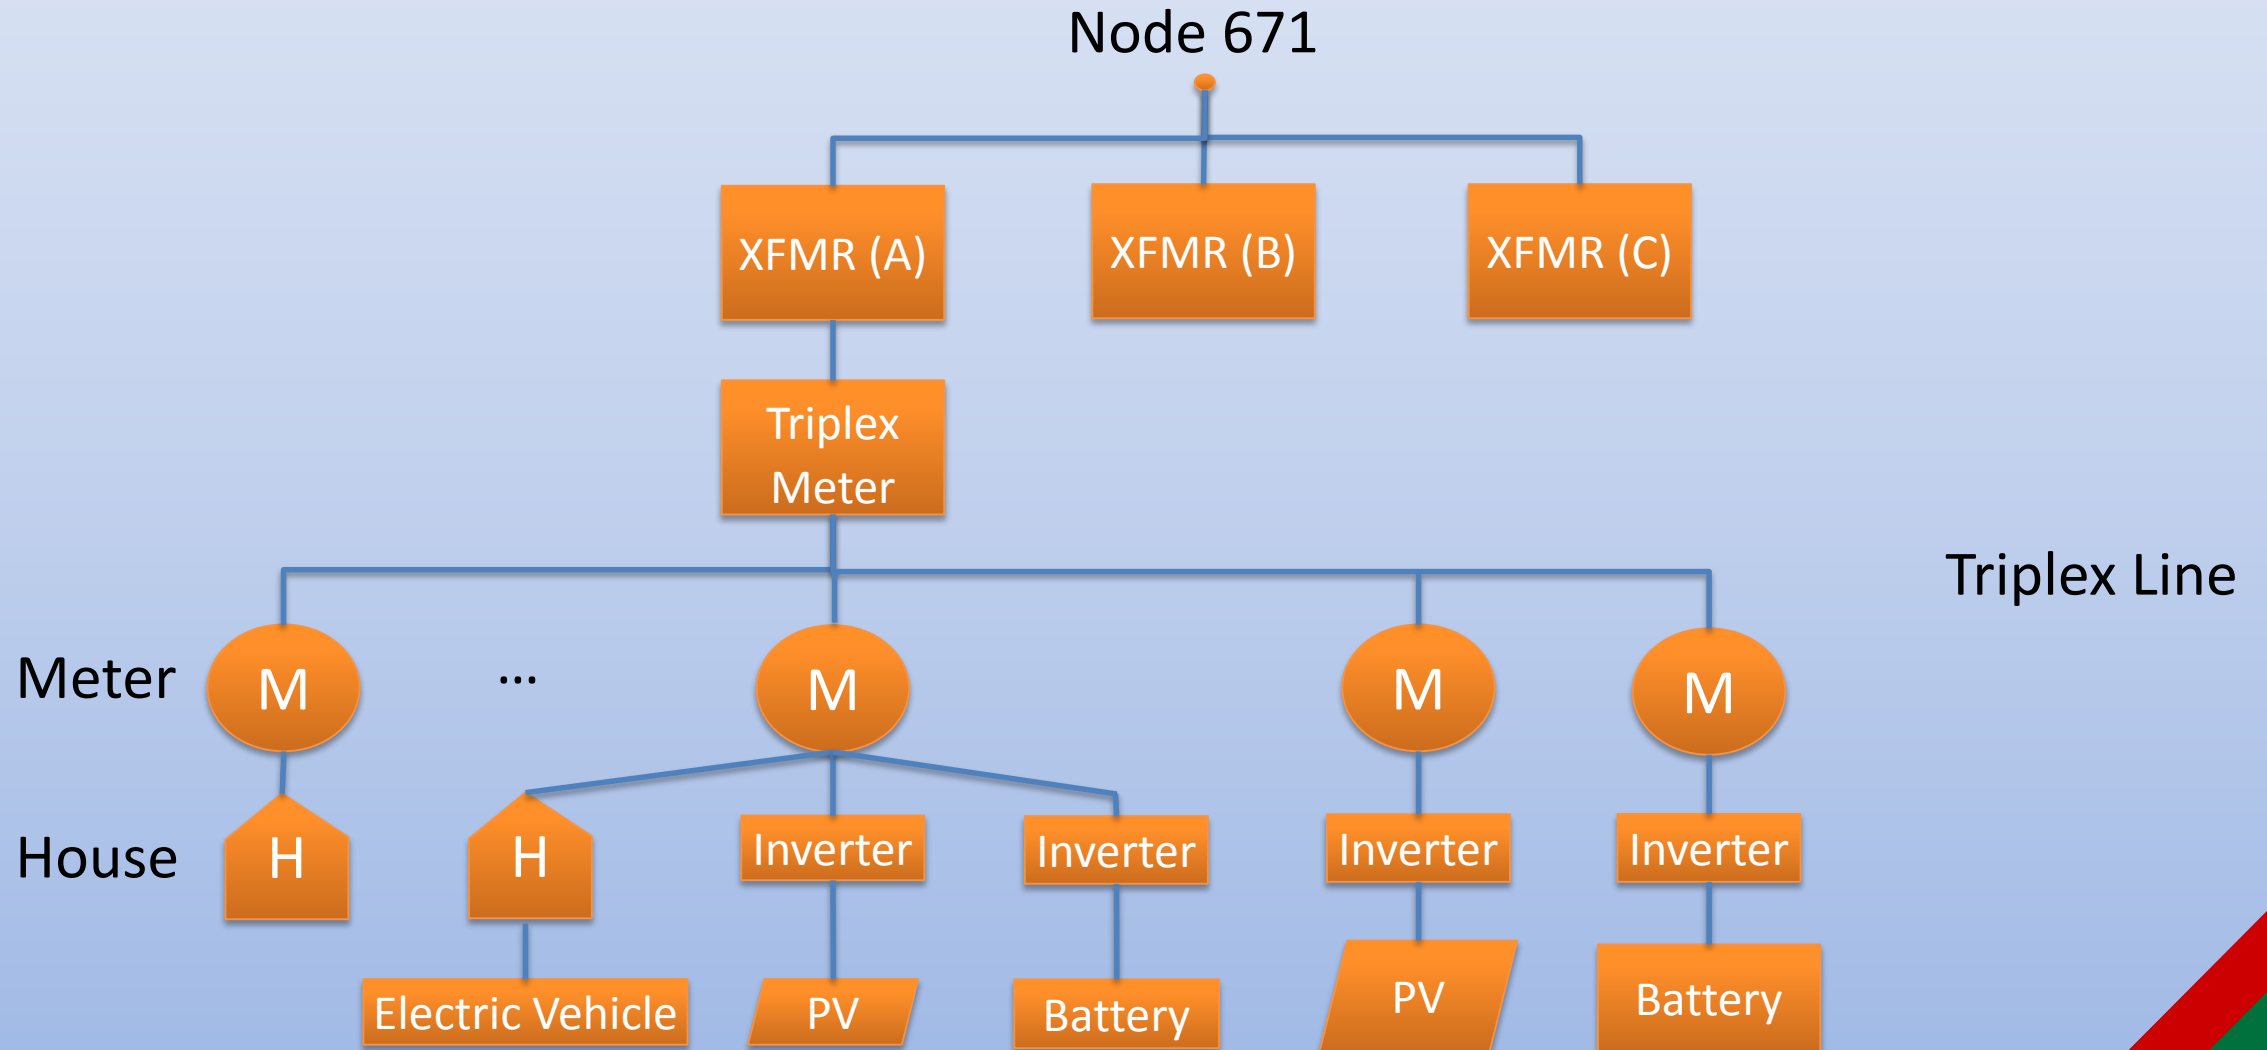 Node 671
XFMR (A)
XFMR (B)
XFMR (C)
Triplex
Meter
Triplex Line
Meter
M
...
M
M
M
House
H
H
Inverter
Inverter
Inverter
Inverter
Electric Vehicle
PV
Battery
PV
Battery